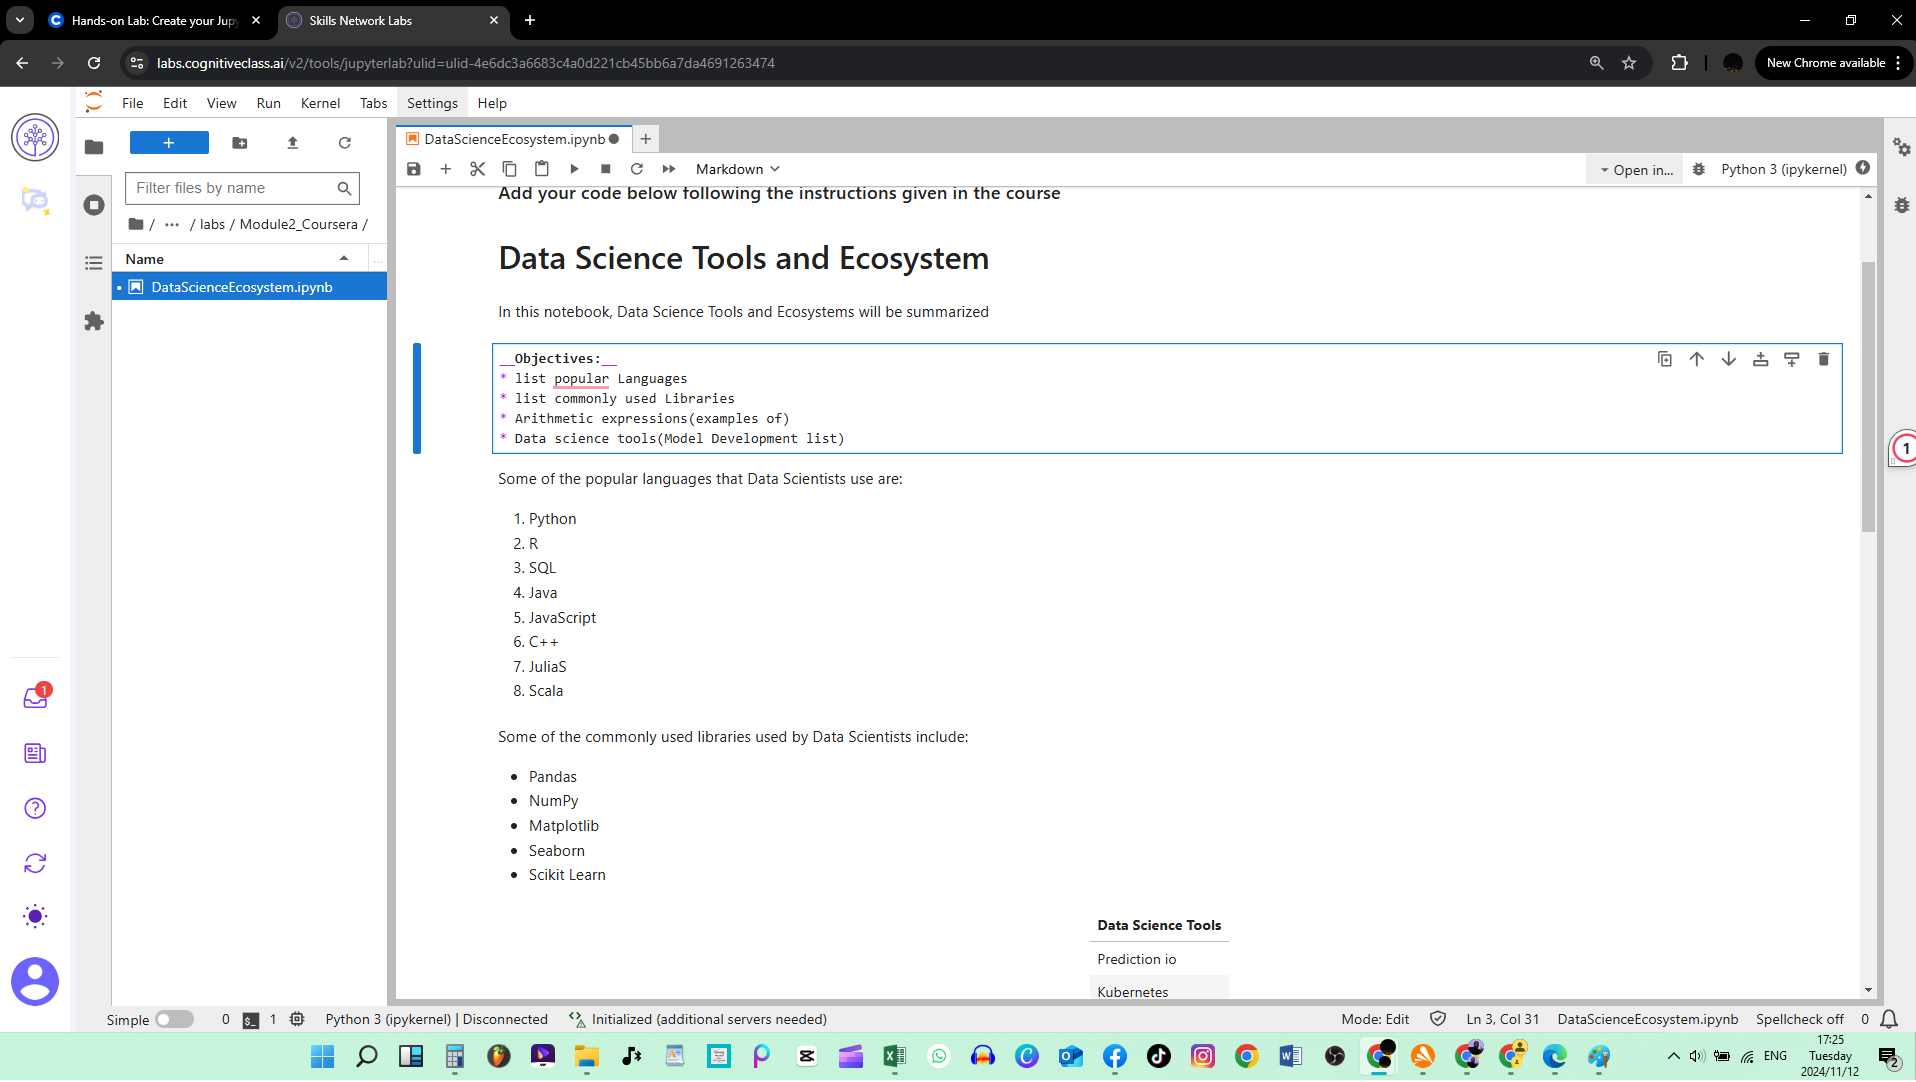 Hands-on Lab: Create your Jup
Skills Network Labs
labs.cognitiveclass.ai/v2/tools/jupyterlab?ulid=ulid-4e6dc3a6683c4a0d221cb45bb6a7da4691263474
New Chrome available
File Edit View Run Kernel Tabs Settings Help
DataScienceEcosystem.ipynb
Markdown
Open in...
Python 3 (ipykernel)
Filter files by name
/ ··· / labs / Module2_Coursera /
Name
DataScienceEcosystem.ipynb
Add your code below following the instructions given in the course
Data Science Tools and Ecosystem
In this notebook, Data Science Tools and Ecosystems will be summarized
__Objectives:__
* list popular Languages
* list commonly used Libraries
* Arithmetic expressions(examples of)
* Data science tools(Model Development list)
1
Some of the popular languages that Data Scientists use are:
1. Python
2. R
3. SQL
4. Java
5. JavaScript
6. C++
7. JuliaS
8. Scala
1
Some of the commonly used libraries used by Data Scientists include:
• Pandas
• NumPy
• Matplotlib
• Seaborn
• Scikit Learn
Data Science Tools
Prediction io
Kubernetes
Simple 0 $_ 1 Python 3 (ipykernel) | Disconnected Initialized (additional servers needed)
Mode: Edit Ln 3, Col 31 DataScienceEcosystem.ipynb Spellcheck off 0
ENG
17:25
Tuesday
2024/11/12
2